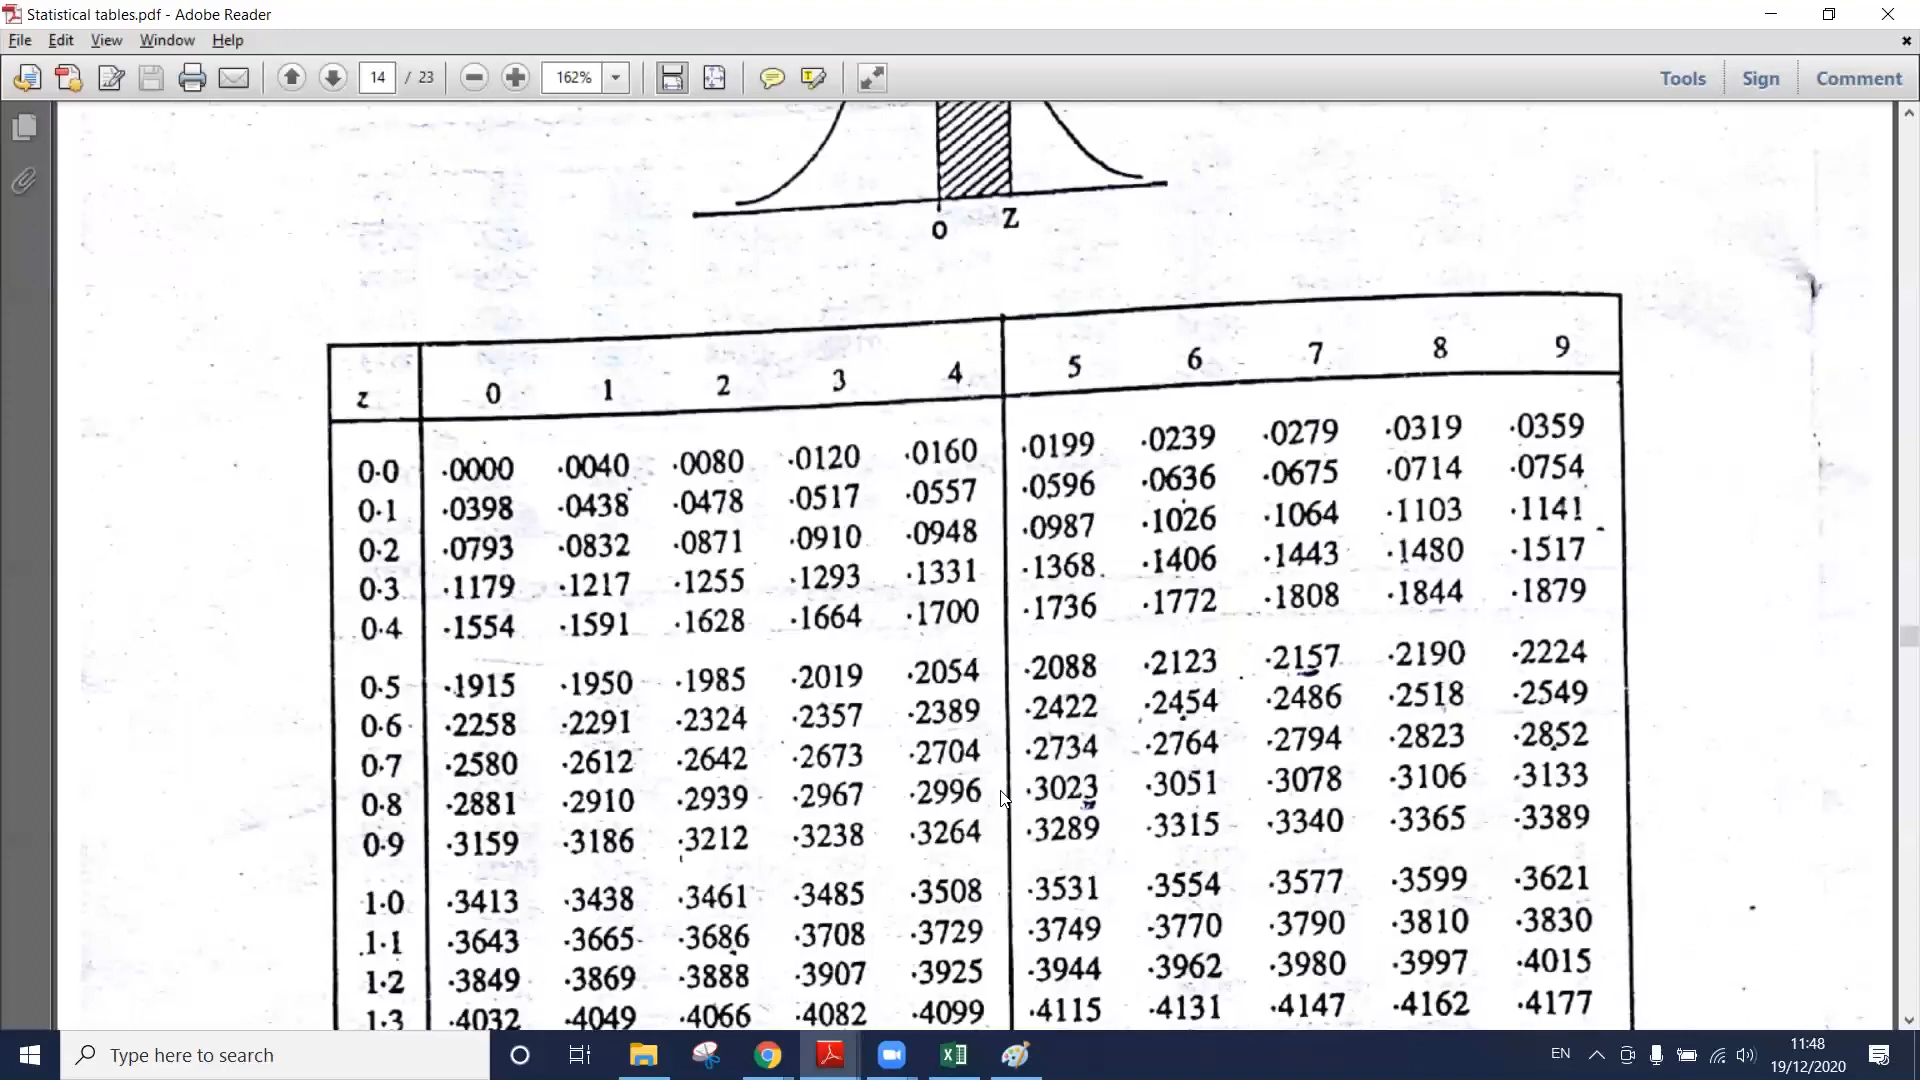 Statistical tables.pdf - Adobe Reader
File Edit View Window Help
14 / 23 162% Tools Sign Comment
0 Z
z 0 1 2 3 4 5 6 7 8 9
0·0 ·0000 ·0040 ·0080 ·0120 ·0160 ·0199 ·0239 ·0279 ·0319 ·0359
0·1 ·0398 ·0438 ·0478 ·0517 ·0557 ·0596 ·0636 ·0675 ·0714 ·0754
0·2 ·0793 ·0832 ·0871 ·0910 ·0948 ·0987 ·1026 ·1064 ·1103 ·1141
0·3 ·1179 ·1217 ·1255 ·1293 ·1331 ·1368 ·1406 ·1443 ·1480 ·1517
0·4 ·1554 ·1591 ·1628 ·1664 ·1700 ·1736 ·1772 ·1808 ·1844 ·1879
0·5 ·1915 ·1950 ·1985 ·2019 ·2054 ·2088 ·2123 ·2157 ·2190 ·2224
0·6 ·2258 ·2291 ·2324 ·2357 ·2389 ·2422 ·2454 ·2486 ·2518 ·2549
0·7 ·2580 ·2612 ·2642 ·2673 ·2704 ·2734 ·2764 ·2794 ·2823 ·2852
0·8 ·2881 ·2910 ·2939 ·2967 ·2996 ·3023 ·3051 ·3078 ·3106 ·3133
0·9 ·3159 ·3186 ·3212 ·3238 ·3264 ·3289 ·3315 ·3340 ·3365 ·3389
1·0 ·3413 ·3438 ·3461 ·3485 ·3508 ·3531 ·3554 ·3577 ·3599 ·3621
1·1 ·3643 ·3665 ·3686 ·3708 ·3729 ·3749 ·3770 ·3790 ·3810 ·3830
1·2 ·3849 ·3869 ·3888 ·3907 ·3925 ·3944 ·3962 ·3980 ·3997 ·4015
1·3 ·4032 ·4049 ·4066 ·4082 ·4099 ·4115 ·4131 ·4147 ·4162 ·4177
Type here to search
EN
11:48
19/12/2020